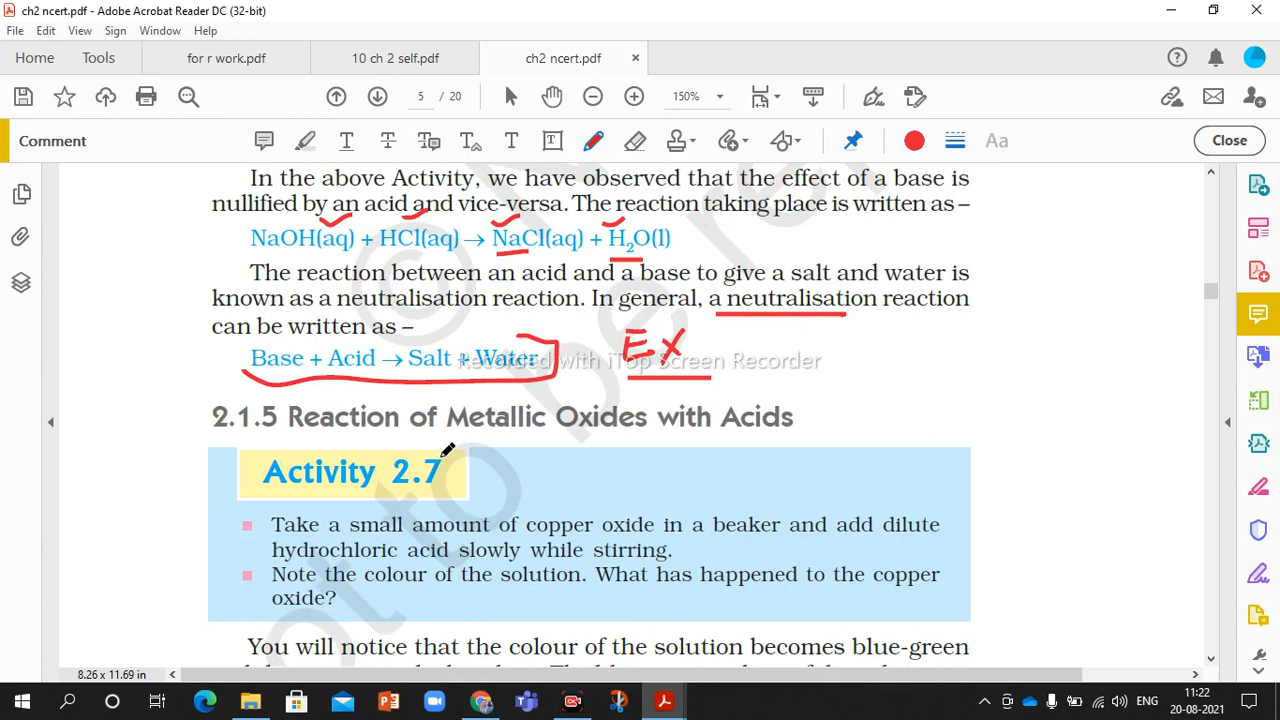 ch2 ncert.pdf - Adobe Acrobat Reader DC (32-bit)
File Edit View Sign Window Help
Home Tools for r work.pdf 10 ch 2 self.pdf ch2 ncert.pdf ×
5 / 20 150%
Comment Aa Close
In the above Activity, we have observed that the effect of a base is
nullified by an acid and vice-versa. The reaction taking place is written as –
NaOH(aq) + HCl(aq) → NaCl(aq) + H₂O(l)
The reaction between an acid and a base to give a salt and water is
known as a neutralisation reaction. In general, a neutralisation reaction
can be written as –
Ex
Base + Acid → Salt + Water
Recorded with iTop Screen Recorder
2.1.5 Reaction of Metallic Oxides with Acids
Activity 2.7
Take a small amount of copper oxide in a beaker and add dilute
hydrochloric acid slowly while stirring.
Note the colour of the solution. What has happened to the copper
oxide?
You will notice that the colour of the solution becomes blue-green
8.26 x 11.69 in
ENG 11:22
20-08-2021